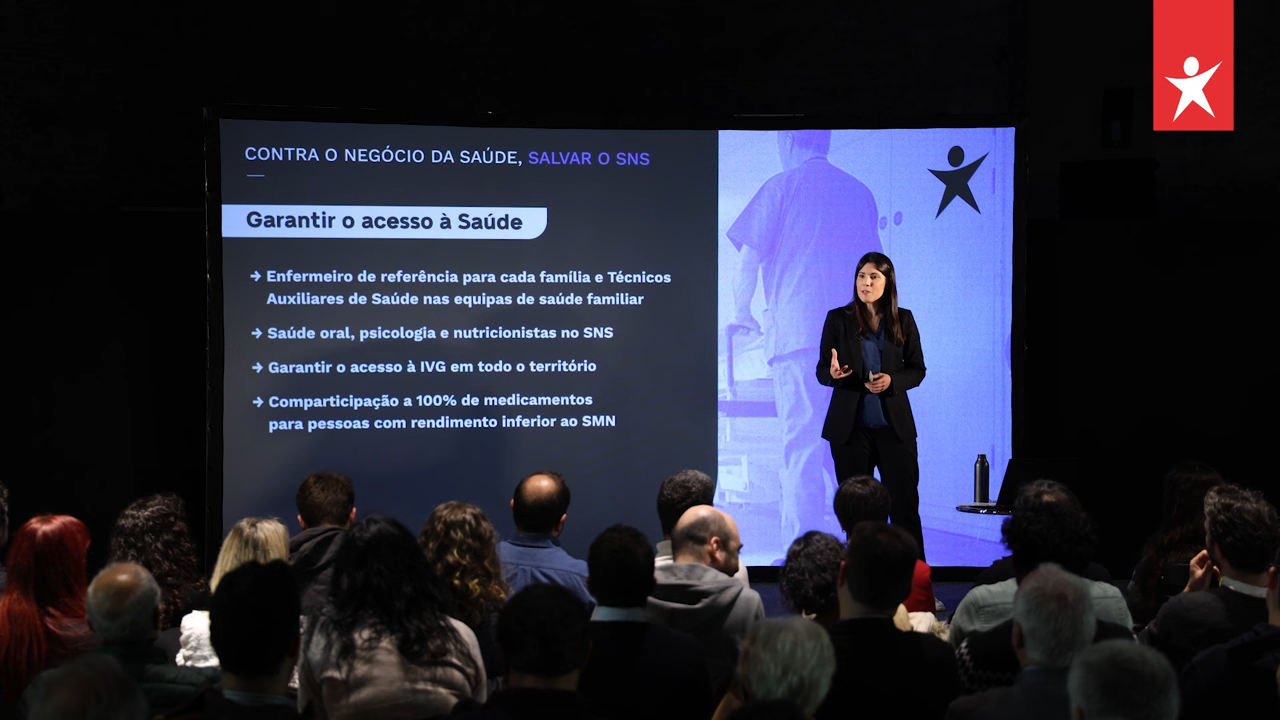 CONTRA O NEGÓCIO DA SAÚDE, SALVAR O SNS
Garantir o acesso à Saúde
→ Enfermeiro de referência para cada família e Técnicos
Auxiliares de Saúde nas equipas de saúde familiar
→ Saúde oral, psicologia e nutricionistas no SNS
→ Garantir o acesso à IVG em todo o território
→ Comparticipação a 100% de medicamentos
para pessoas com rendimento inferior ao SMN